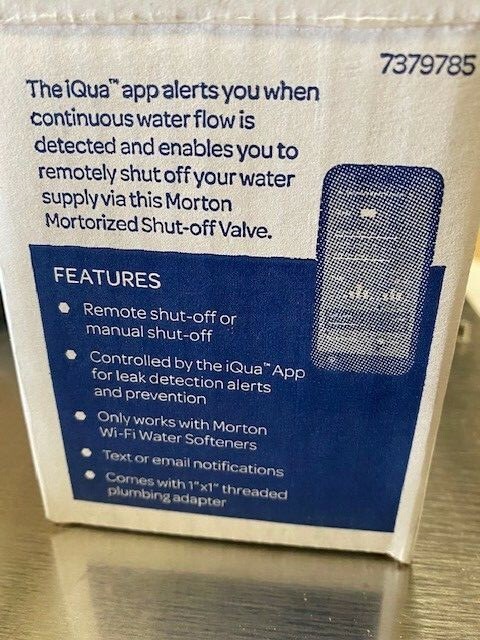 7379785
The iQua™ app alerts you when
continuous water flow is
detected and enables you to
remotely shut off your water
supply via this Morton
Mortorized Shut-off Valve.
FEATURES
Remote shut-off or
manual shut-off
Controlled by the iQua™ App
for leak detection alerts
and prevention
Only works with Morton
Wi-Fi Water Softeners
Text or email notifications
Comes with 1"x1" threaded
plumbing adapter